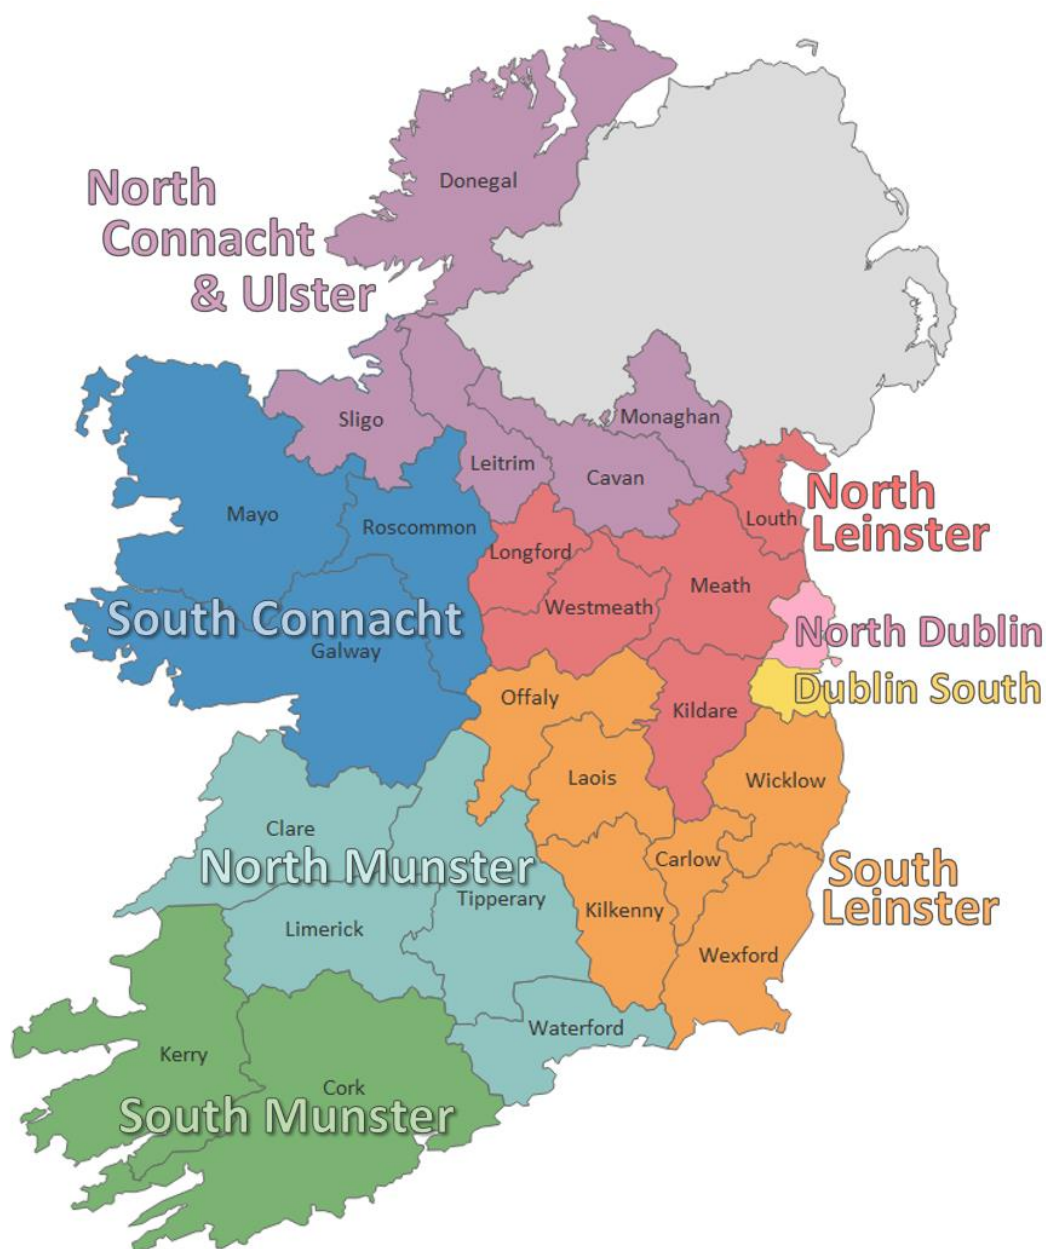 Donegal
North
Connacht
& Ulster
Monaghan
Sligo
Leitrim
Cavan
North
Leinster
Mayo
Roscommon
Louth
Longford
Meath
Westmeath
South Connacht
North Dublin
Galway
Dublin South
Offaly
Kildare
Laois
Wicklow
Clare
North Munster
Carlow
South
Leinster
Tipperary
Kilkenny
Limerick
Wexford
Waterford
Kerry
Cork
South Munster